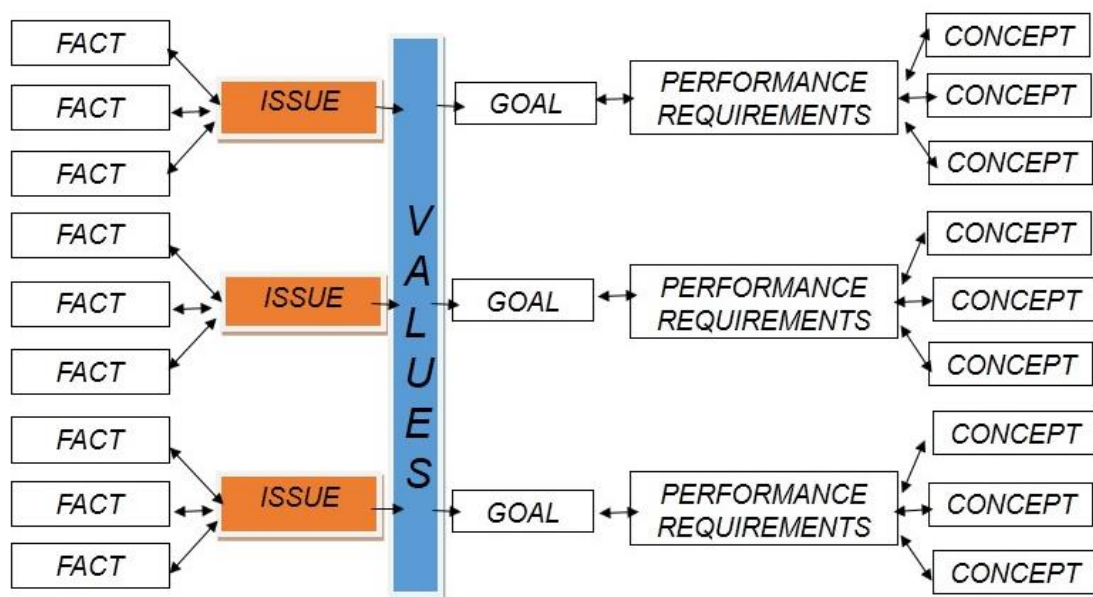 FACT
FACT
FACT
ISSUE
GOAL
PERFORMANCE
REQUIREMENTS
CONCEPT
CONCEPT
CONCEPT
VALUES
FACT
FACT
FACT
ISSUE
GOAL
PERFORMANCE
REQUIREMENTS
CONCEPT
CONCEPT
CONCEPT
FACT
FACT
FACT
ISSUE
GOAL
PERFORMANCE
REQUIREMENTS
CONCEPT
CONCEPT
CONCEPT